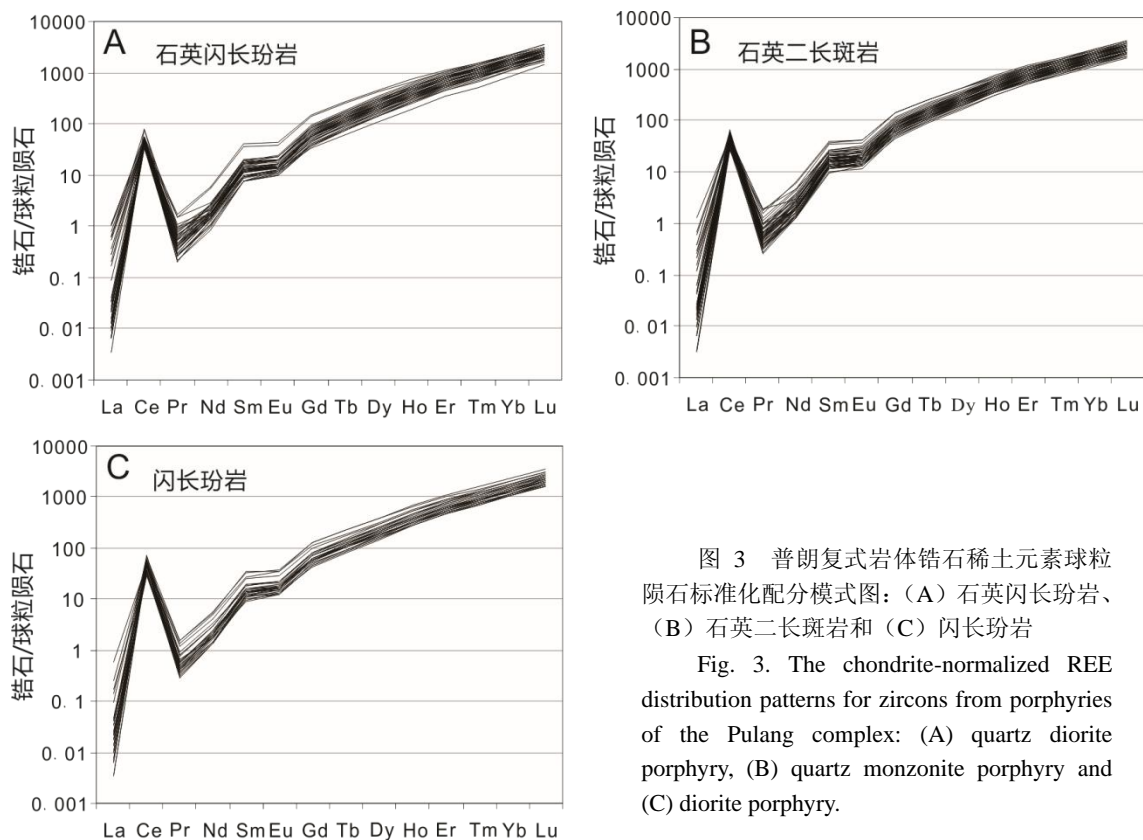 A
石英闪长玢岩
锆石/球粒陨石
10000
1000
100
10
1
0. 1
0. 01
0. 001
La Ce Pr Nd Sm Eu Gd Tb Dy Ho Er Tm Yb Lu
B
石英二长斑岩
锆石/球粒陨石
10000
1000
100
10
1
0. 1
0. 01
0. 001
La Ce Pr Nd Sm Eu Gd Tb Dy Ho Er Tm Yb Lu
C
闪长玢岩
锆石/球粒陨石
10000
1000
100
10
1
0. 1
0. 01
0. 001
La Ce Pr Nd Sm Eu Gd Tb Dy Ho Er Tm Yb Lu
图 3 普朗复式岩体锆石稀土元素球粒
陨石标准化配分模式图：（A）石英闪长玢岩、
（B）石英二长斑岩和（C）闪长玢岩
Fig. 3. The chondrite-normalized REE
distribution patterns for zircons from porphyries
of the Pulang complex: (A) quartz diorite
porphyry, (B) quartz monzonite porphyry and
(C) diorite porphyry.